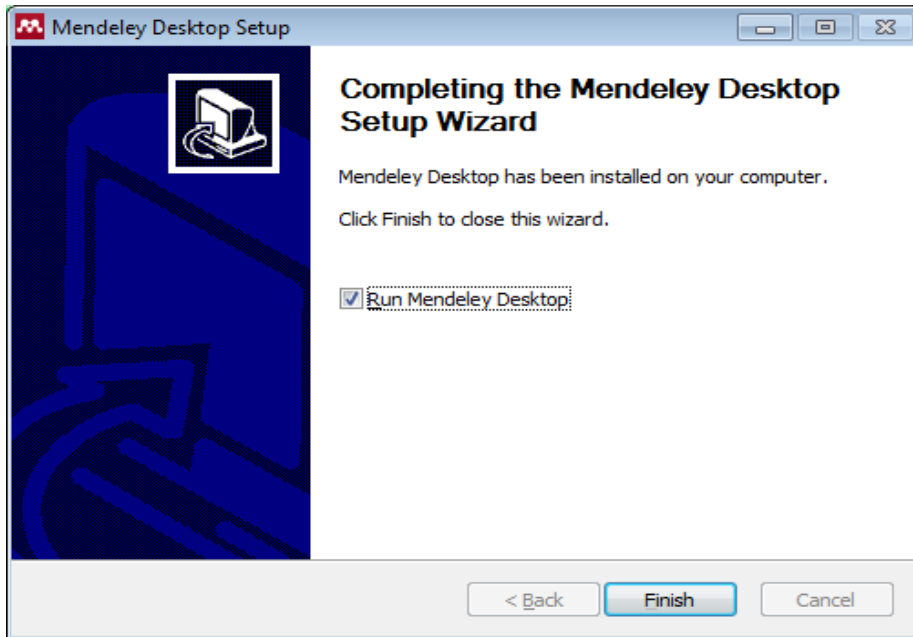 Mendeley Desktop Setup
Completing the Mendeley Desktop
Setup Wizard
Mendeley Desktop has been installed on your computer.
Click Finish to close this wizard.
Run Mendeley Desktop
< Back
Finish
Cancel